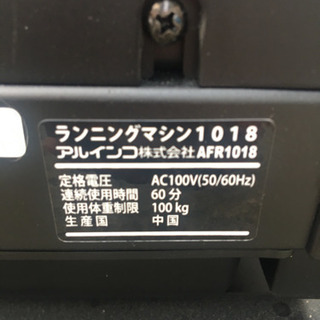 ランニングマシン1018
アルインコ株式会社 AFR1018
定格電圧 AC100V(50/60Hz)
連続使用時間 60分
使用体重制限 100kg
生産国 中国